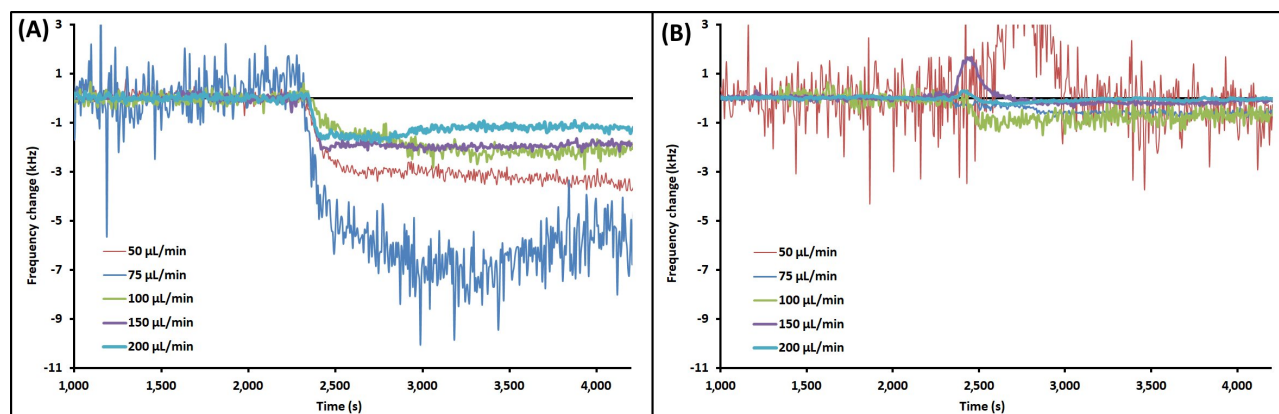 (A)
3
1
-1
-3
-5
-7
-9
-11
Frequency change (kHz)
50 µL/min
75 µL/min
100 µL/min
150 µL/min
200 µL/min
1,000 1,500 2,000 2,500 3,000 3,500 4,000
Time (s)
(B)
3
1
-1
-3
-5
-7
-9
-11
Frequency change (kHz)
50 µL/min
75 µL/min
100 µL/min
150 µL/min
200 µL/min
1,000 1,500 2,000 2,500 3,000 3,500 4,000
Time (s)